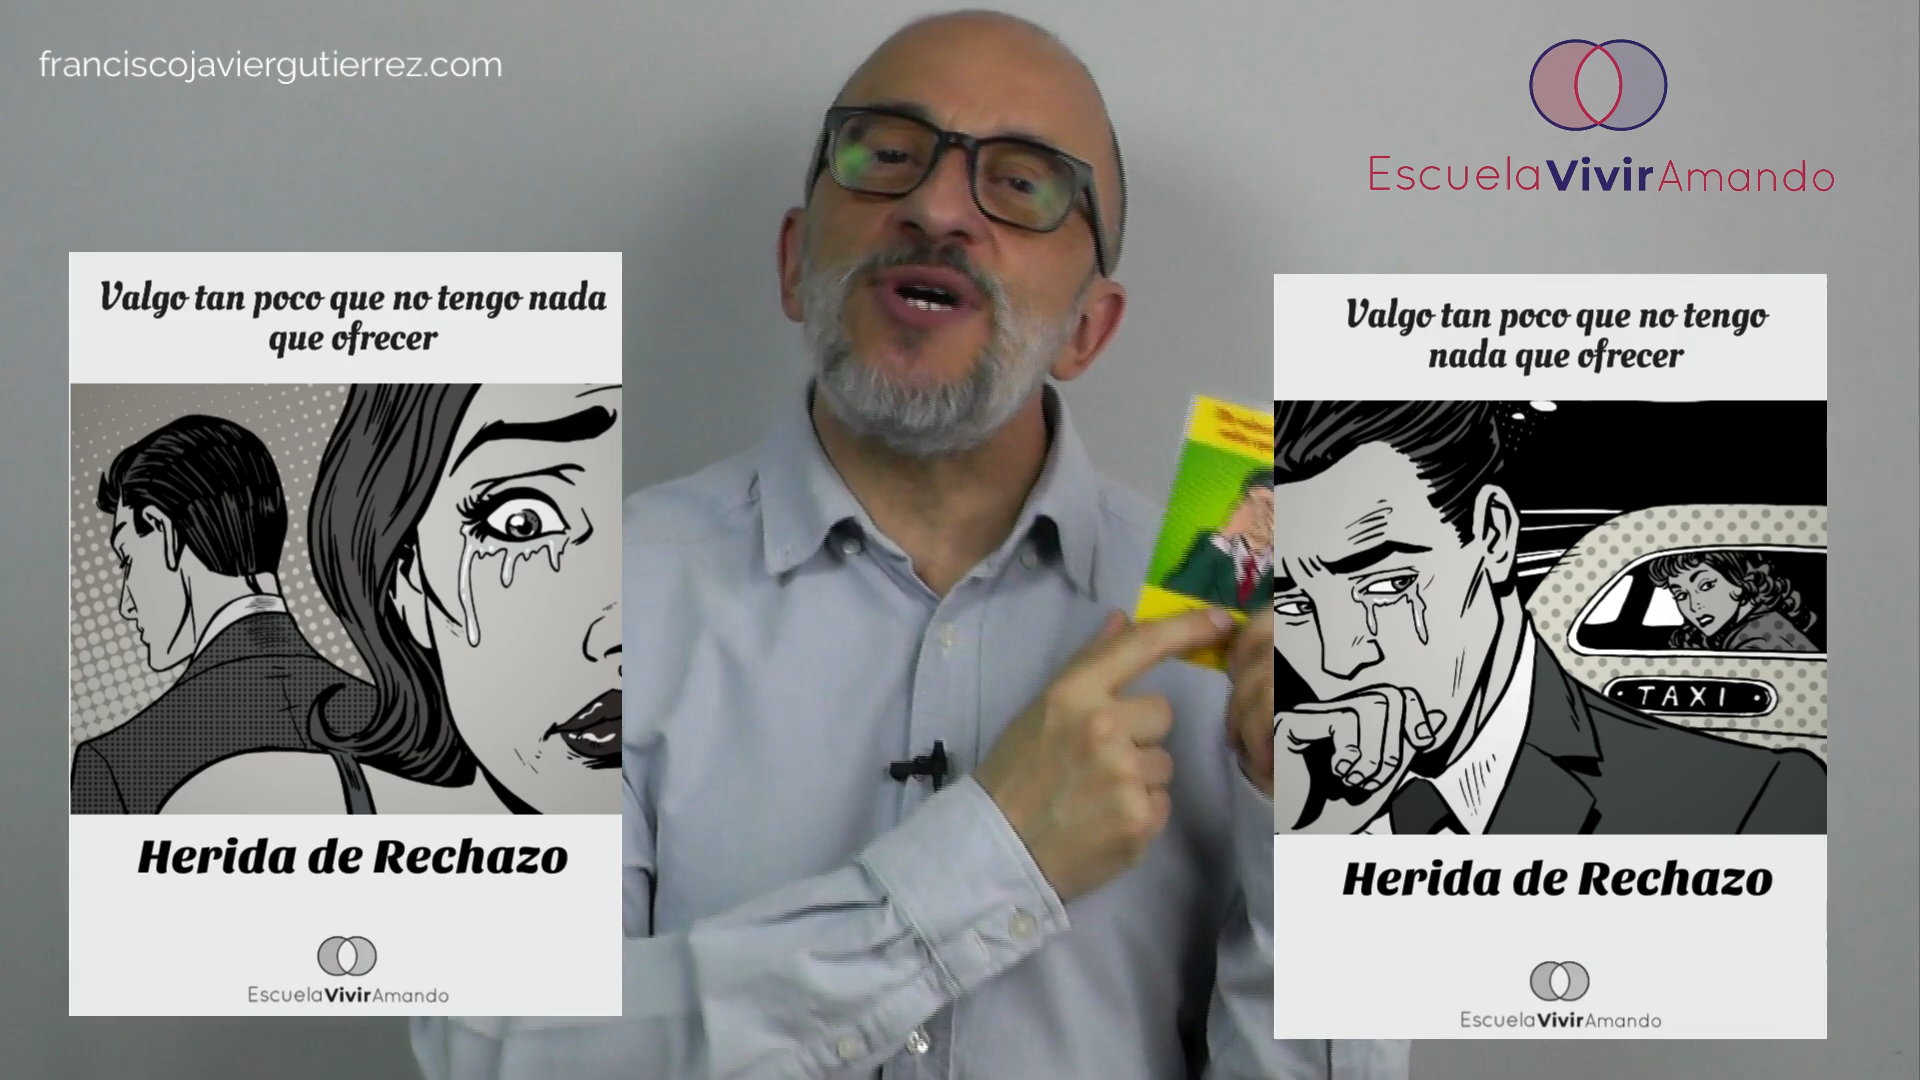 franciscojaviergutierrez.com
EscuelaVivirAmando
Valgo tan poco que no tengo nada
que ofrecer
Herida de Rechazo
EscuelaVivirAmando
Valgo tan poco que no tengo
nada que ofrecer
TAXI
Herida de Rechazo
EscuelaVivirAmando